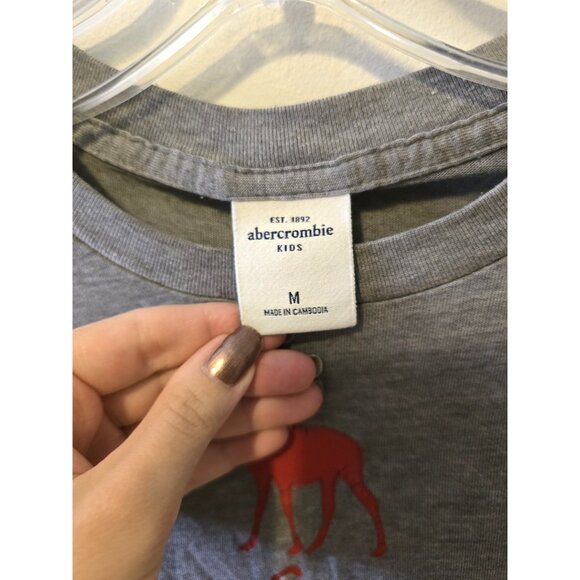 EST. 1892
abercrombie
KIDS
M
MADE IN CAMBODIA